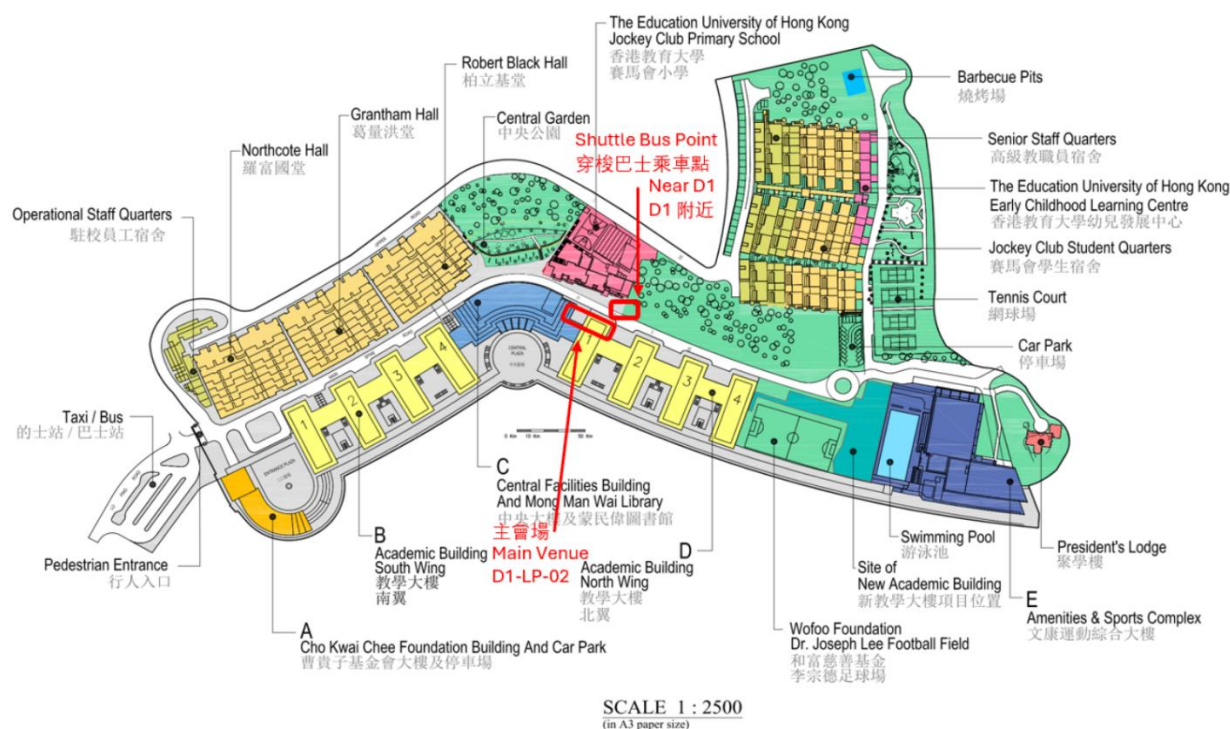 The Education University of Hong Kong
Jockey Club Primary School
香港教育大學
賽馬會小學
Robert Black Hall
柏立基堂
Grantham Hall
葛量洪堂
Central Garden
中央公園
Northcote Hall
羅富國堂
Operational Staff Quarters
駐校員工宿舍
Shuttle Bus Point
穿梭巴士乘車點
Near D1
D1 附近
Barbecue Pits
燒烤場
Senior Staff Quarters
高級教職員宿舍
The Education University of Hong Kong
Early Childhood Learning Centre
香港教育大學幼兒發展中心
Jockey Club Student Quarters
賽馬會學生宿舍
Tennis Court
網球場
Car Park
停車場
Taxi / Bus
的士站 / 巴士站
Pedestrian Entrance
行人入口
ENTRANCE PLAZA
1
2
3
4
CENTRAL
PLAZA
2
3
4
A
Cho Kwai Chee Foundation Building And Car Park
曹貴子基金會大樓及停車場
B
Academic Building
South Wing
教學大樓
南翼
C
Central Facilities Building
And Mong Man Wai Library
中央大樓及蒙民偉圖書館
主會場
Main Venue
D1-LP-02
D
Academic Building
North Wing
教學大樓
北翼
Wofoo Foundation
Dr. Joseph Lee Football Field
和富慈善基金
李宗德足球場
Site of
New Academic Building
新教學大樓項目位置
Swimming Pool
游泳池
E
Amenities & Sports Complex
文康運動綜合大樓
President's Lodge
聚學樓
SCALE 1 : 2500
(in A3 paper size)